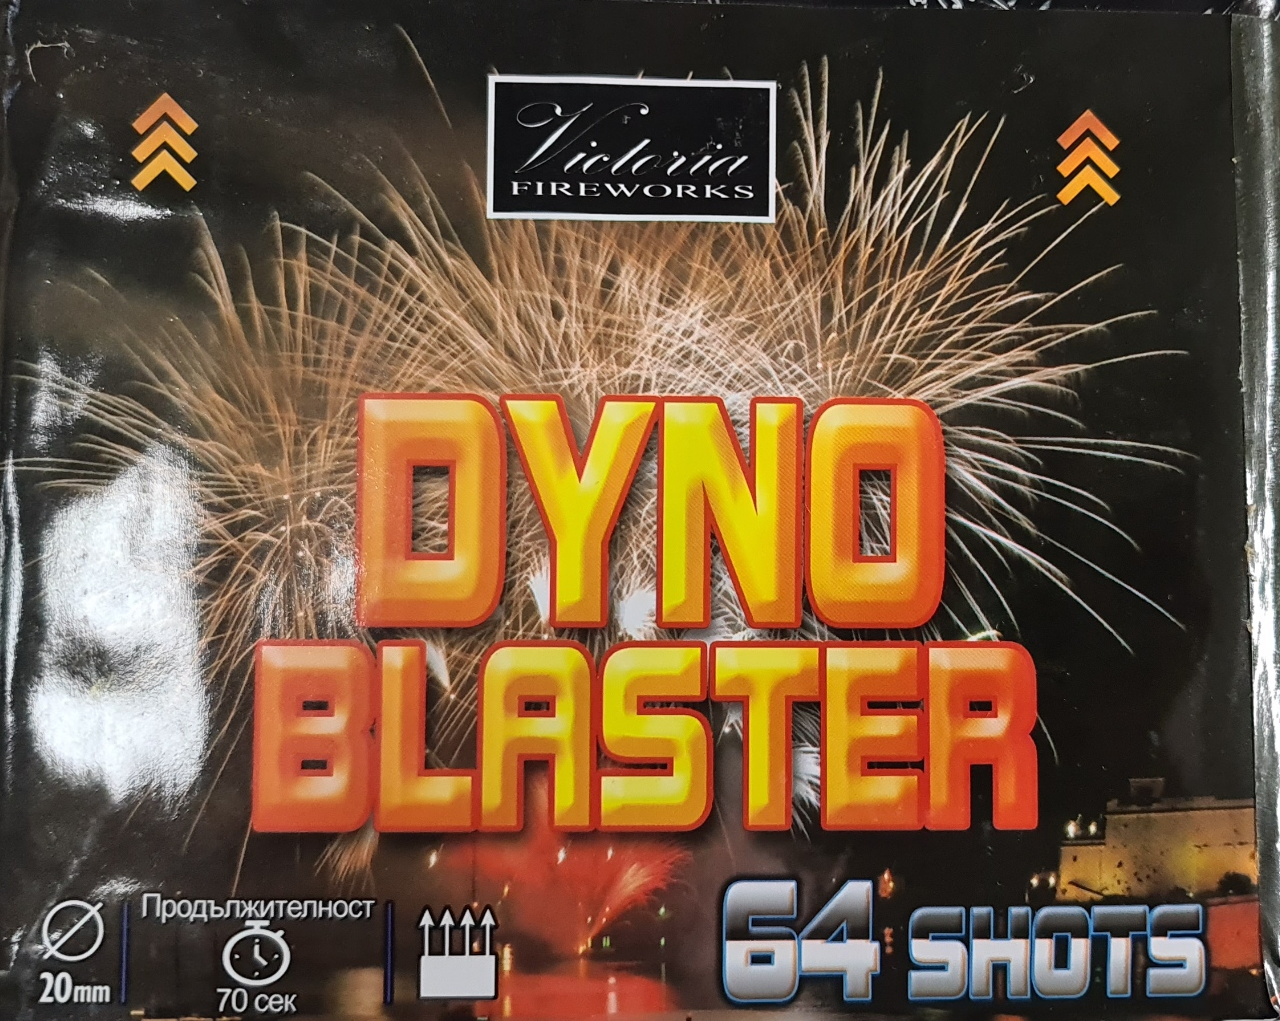 Victoria
FIREWORKS
DYNO
BLASTER
64 SHOTS
Продължителност
20mm
70 сек